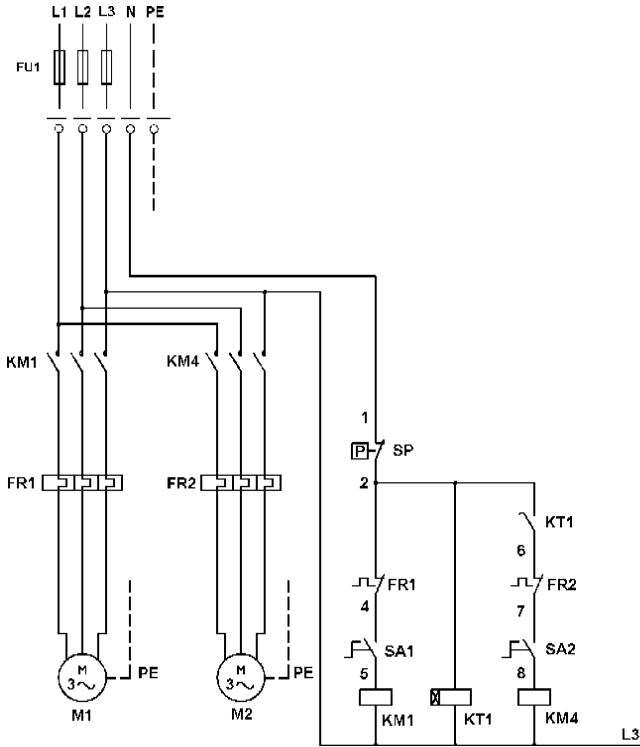 L1 L2 L3 N PE
FU1
KM1 KM4
1
P SP
FR1 FR2 2
KT1
6
FR1 FR2
4 7
SA1 SA2
PE PE
M 3~ M 3~
5 8
M1 M2 KM1 KT1 KM4
L3